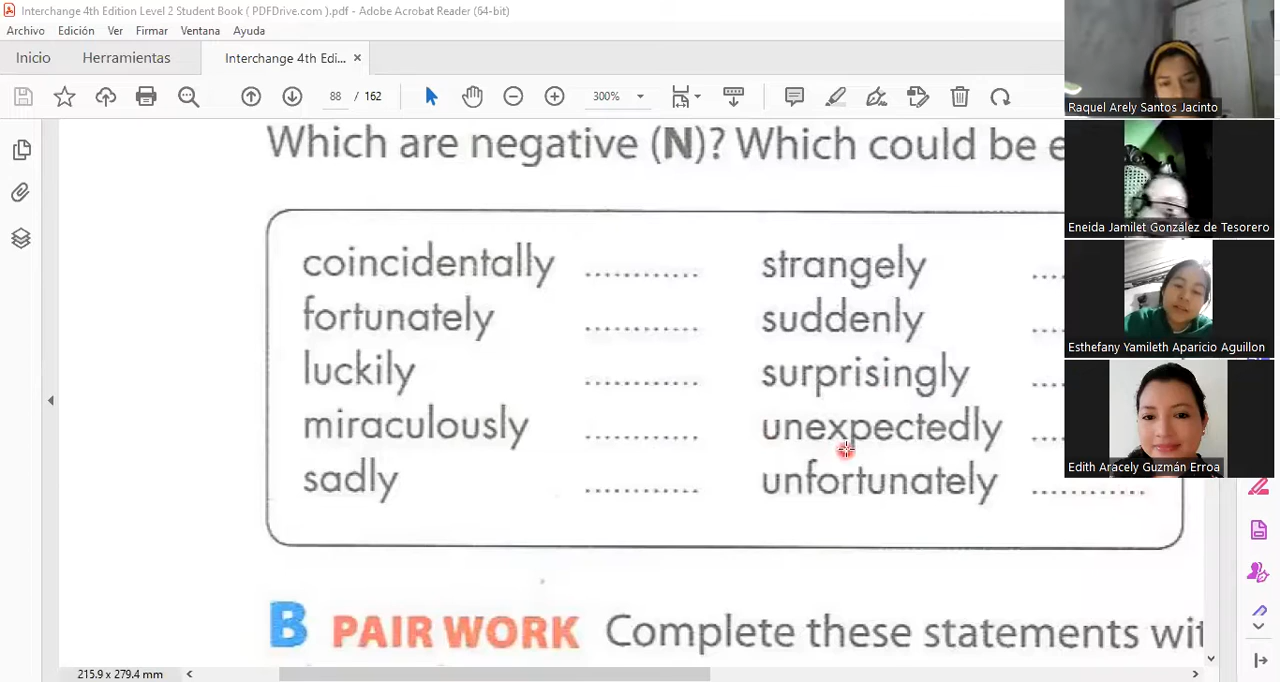 Interchange 4th Edition Level 2 Student Book ( PDFDrive.com ).pdf - Adobe Acrobat Reader (64-bit)
Archivo Edición Ver Firmar Ventana Ayuda
Inicio Herramientas Interchange 4th Edi... ×
88 / 162 300%
Which are negative (N)? Which could be e
coincidentally ............ strangely ....
fortunately ............ suddenly ....
luckily ............ surprisingly ....
miraculously ............ unexpectedly ....
sadly ............ unfortunately ............
B PAIR WORK Complete these statements wit
215.9 x 279.4 mm
Raquel Arely Santos Jacinto
Eneida Jamilet González de Tesorero
Esthefany Yamileth Aparicio Aguillon
Edith Aracely Guzmán Erroa